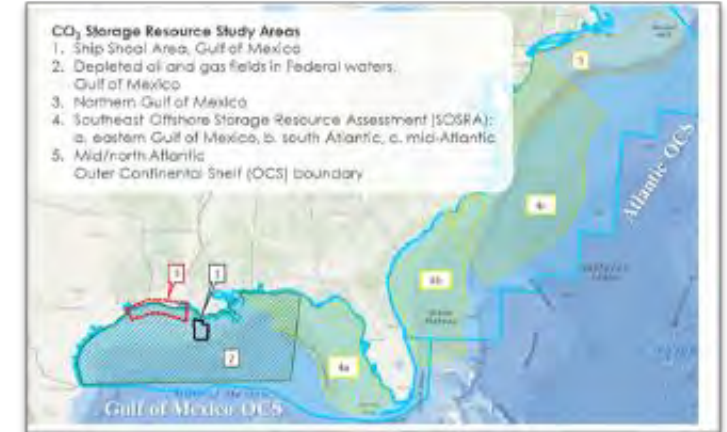 CO₂ Storage Resource Study Areas
1. Ship Shoal Area, Gulf of Mexico
2. Depleted oil and gas fields in Federal waters,
Gulf of Mexico
3. Northern Gulf of Mexico
4. Southeast Offshore Storage Resource Assessment (SOSRA):
a. eastern Gulf of Mexico, b. south Atlantic, c. mid-Atlantic
5. Mid/north Atlantic
Outer Continental Shelf (OCS) boundary
5
Atlantic OCS
4c
4b
3
1
2
4a
Gulf of Mexico OCS